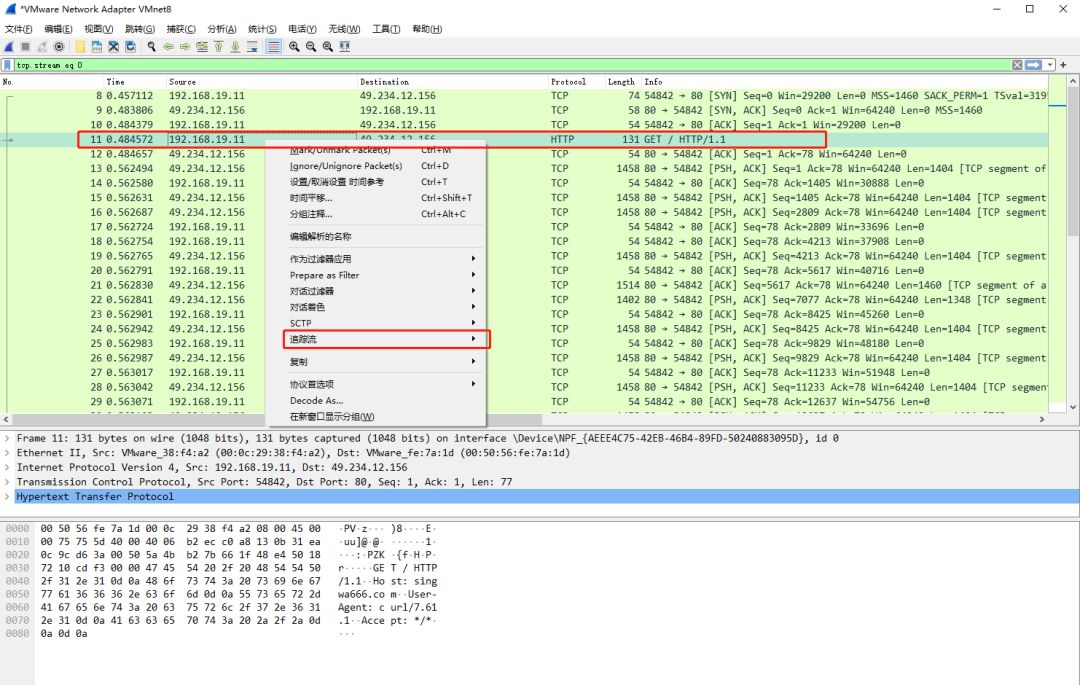 *VMware Network Adapter VMnet8
文件(F) 编辑(E) 视图(V) 跳转(G) 捕获(C) 分析(A) 统计(S) 电话(Y) 无线(W) 工具(T) 帮助(H)
tcp.stream eq 0
No. Time Source Destination Protocol Length Info
8 0.457112 192.168.19.11 49.234.12.156 TCP 74 54842 → 80 [SYN] Seq=0 Win=29200 Len=0 MSS=1460 SACK_PERM=1 TSval=319
9 0.483806 49.234.12.156 192.168.19.11 TCP 58 80 → 54842 [SYN, ACK] Seq=0 Ack=1 Win=64240 Len=0 MSS=1460
10 0.484379 192.168.19.11 49.234.12.156 TCP 54 54842 → 80 [ACK] Seq=1 Ack=1 Win=29200 Len=0
11 0.484572 192.168.19.11 49.234.12.156 HTTP 131 GET / HTTP/1.1
12 0.484657 49.234.12.156 TCP 54 80 → 54842 [ACK] Seq=1 Ack=78 Win=64240 Len=0
13 0.562494 49.234.12.156 TCP 1458 80 → 54842 [PSH, ACK] Seq=1 Ack=78 Win=64240 Len=1404 [TCP segment of
14 0.562580 192.168.19.11 TCP 54 54842 → 80 [ACK] Seq=78 Ack=1405 Win=30888 Len=0
15 0.562631 49.234.12.156 TCP 1458 80 → 54842 [PSH, ACK] Seq=1405 Ack=78 Win=64240 Len=1404 [TCP segment
16 0.562687 49.234.12.156 TCP 1458 80 → 54842 [PSH, ACK] Seq=2809 Ack=78 Win=64240 Len=1404 [TCP segment
17 0.562724 192.168.19.11 TCP 54 54842 → 80 [ACK] Seq=78 Ack=2809 Win=33696 Len=0
18 0.562754 192.168.19.11 TCP 54 54842 → 80 [ACK] Seq=78 Ack=4213 Win=37908 Len=0
19 0.562765 49.234.12.156 TCP 1458 80 → 54842 [PSH, ACK] Seq=4213 Ack=78 Win=64240 Len=1404 [TCP segment
20 0.562791 192.168.19.11 TCP 54 54842 → 80 [ACK] Seq=78 Ack=5617 Win=40716 Len=0
21 0.562830 49.234.12.156 TCP 1514 80 → 54842 [ACK] Seq=5617 Ack=78 Win=64240 Len=1460 [TCP segment of a
22 0.562841 49.234.12.156 TCP 1402 80 → 54842 [PSH, ACK] Seq=7077 Ack=78 Win=64240 Len=1348 [TCP segment
23 0.562901 192.168.19.11 TCP 54 54842 → 80 [ACK] Seq=78 Ack=8425 Win=45260 Len=0
24 0.562942 49.234.12.156 TCP 1458 80 → 54842 [PSH, ACK] Seq=8425 Ack=78 Win=64240 Len=1404 [TCP segment
25 0.562983 192.168.19.11 TCP 54 54842 → 80 [ACK] Seq=78 Ack=9829 Win=48180 Len=0
26 0.562987 49.234.12.156 TCP 1458 80 → 54842 [PSH, ACK] Seq=9829 Ack=78 Win=64240 Len=1404 [TCP segment
27 0.563017 192.168.19.11 TCP 54 54842 → 80 [ACK] Seq=78 Ack=11233 Win=51948 Len=0
28 0.563042 49.234.12.156 TCP 1458 80 → 54842 [PSH, ACK] Seq=11233 Ack=78 Win=64240 Len=1404 [TCP segmen
29 0.563071 192.168.19.11 TCP 54 54842 → 80 [ACK] Seq=78 Ack=12637 Win=54756 Len=0
Mark/Unmark Packet(s) Ctrl+M
Ignore/Unignore Packet(s) Ctrl+D
设置/取消设置 时间参考 Ctrl+T
时间平移... Ctrl+Shift+T
分组注释... Ctrl+Alt+C
编辑解析的名称
作为过滤器应用
Prepare as Filter
对话过滤器
对话着色
SCTP
追踪流
复制
协议首选项
Decode As...
在新窗口显示分组(W)
Frame 11: 131 bytes on wire (1048 bits), 131 bytes captured (1048 bits) on interface \Device\NPF_{AEEE4C75-42EB-46B4-89FD-50240883095D}, id 0
Ethernet II, Src: VMware_38:f4:a2 (00:0c:29:38:f4:a2), Dst: VMware_fe:7a:1d (00:50:56:fe:7a:1d)
Internet Protocol Version 4, Src: 192.168.19.11, Dst: 49.234.12.156
Transmission Control Protocol, Src Port: 54842, Dst Port: 80, Seq: 1, Ack: 1, Len: 77
Hypertext Transfer Protocol
0000 00 50 56 fe 7a 1d 00 0c 29 38 f4 a2 08 00 45 00 ·PV·z··· )8····E·
0010 00 75 75 5d 40 00 40 06 b2 ec c0 a8 13 0b 31 ea ·uu]@·@· ······1·
0020 0c 9c d6 3a 00 50 5a 4b b2 7b 66 1f 48 e4 50 18 ···:·PZK ·{f·H·P·
0030 72 10 cd f3 00 00 47 45 54 20 2f 20 48 54 54 50 r·····GE T / HTTP
0040 2f 31 2e 31 0d 0a 48 6f 73 74 3a 20 73 69 6e 67 /1.1··Ho st: sing
0050 77 61 36 36 36 2e 63 6f 6d 0d 0a 55 73 65 72 2d wa666.co m··User-
0060 41 67 65 6e 74 3a 20 63 75 72 6c 2f 37 2e 36 31 Agent: c url/7.61
0070 2e 31 0d 0a 41 63 63 65 70 74 3a 20 2a 2f 2a 0d .1··Acce pt: */*·
0080 0a 0d 0a ···